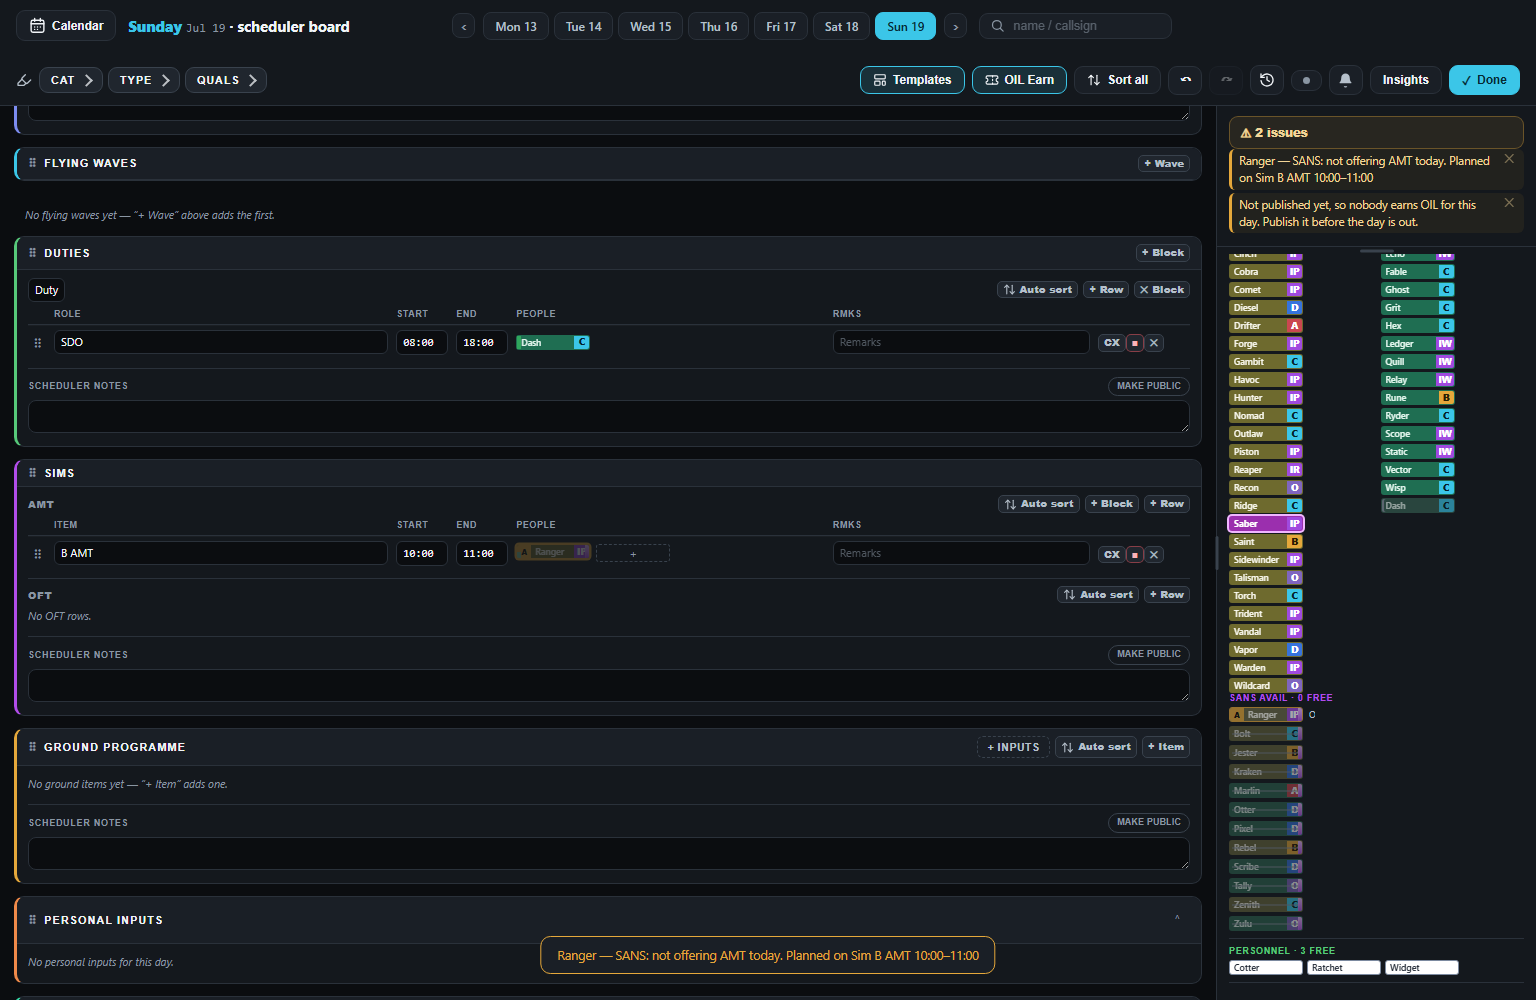 Calendar
Sunday Jul 19 · scheduler board
‹
Mon 13
Tue 14
Wed 15
Thu 16
Fri 17
Sat 18
Sun 19
›
name / callsign
CAT
TYPE
QUALS
Templates
OIL Earn
Sort all
Insights
✓ Done
FLYING WAVES
+ Wave
No flying waves yet — "+ Wave" above adds the first.
DUTIES
+ Block
Duty
Auto sort
+ Row
✕ Block
ROLE
START
END
PEOPLE
RMKS
SDO
08:00
18:00
Dash C
Remarks
CX
SCHEDULER NOTES
MAKE PUBLIC
SIMS
AMT
Auto sort
+ Block
+ Row
ITEM
START
END
PEOPLE
RMKS
B AMT
10:00
11:00
A Ranger IP
+
Remarks
CX
OFT
Auto sort
+ Row
No OFT rows.
SCHEDULER NOTES
MAKE PUBLIC
GROUND PROGRAMME
+ INPUTS
Auto sort
+ Item
No ground items yet — "+ Item" adds one.
SCHEDULER NOTES
MAKE PUBLIC
PERSONAL INPUTS
No personal inputs for this day.
Ranger — SANS: not offering AMT today. Planned on Sim B AMT 10:00–11:00
⚠ 2 issues
Ranger — SANS: not offering AMT today. Planned
on Sim B AMT 10:00–11:00
Not published yet, so nobody earns OIL for this
day. Publish it before the day is out.
Cinch IP
Cobra IP
Comet IP
Diesel D
Drifter A
Forge IP
Gambit C
Havoc IP
Hunter IP
Nomad C
Outlaw C
Piston IP
Reaper IR
Recon O
Ridge C
Saber IP
Saint B
Sidewinder IP
Talisman O
Torch C
Trident IP
Vandal IP
Vapor D
Warden IP
Wildcard O
Echo IW
Fable C
Ghost C
Grit C
Hex C
Ledger IW
Quill IW
Relay IW
Rune B
Ryder C
Scope IW
Static IW
Vector C
Wisp C
Dash C
SANS AVAIL · 0 FREE
A Ranger IP O
Bolt C
Jester B
Kraken D
Marlin A
Otter D
Pixel D
Rebel B
Scribe D
Tally O
Zenith C
Zulu O
PERSONNEL · 3 FREE
Cotter
Ratchet
Widget